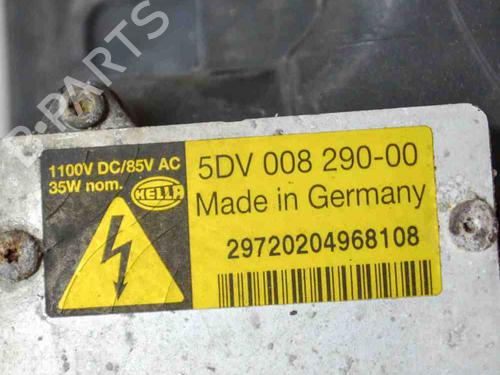 B-PARTS
1100V DC/85V AC
35W nom.
HELLA
5DV 008 290-00
Made in Germany
29720204968108